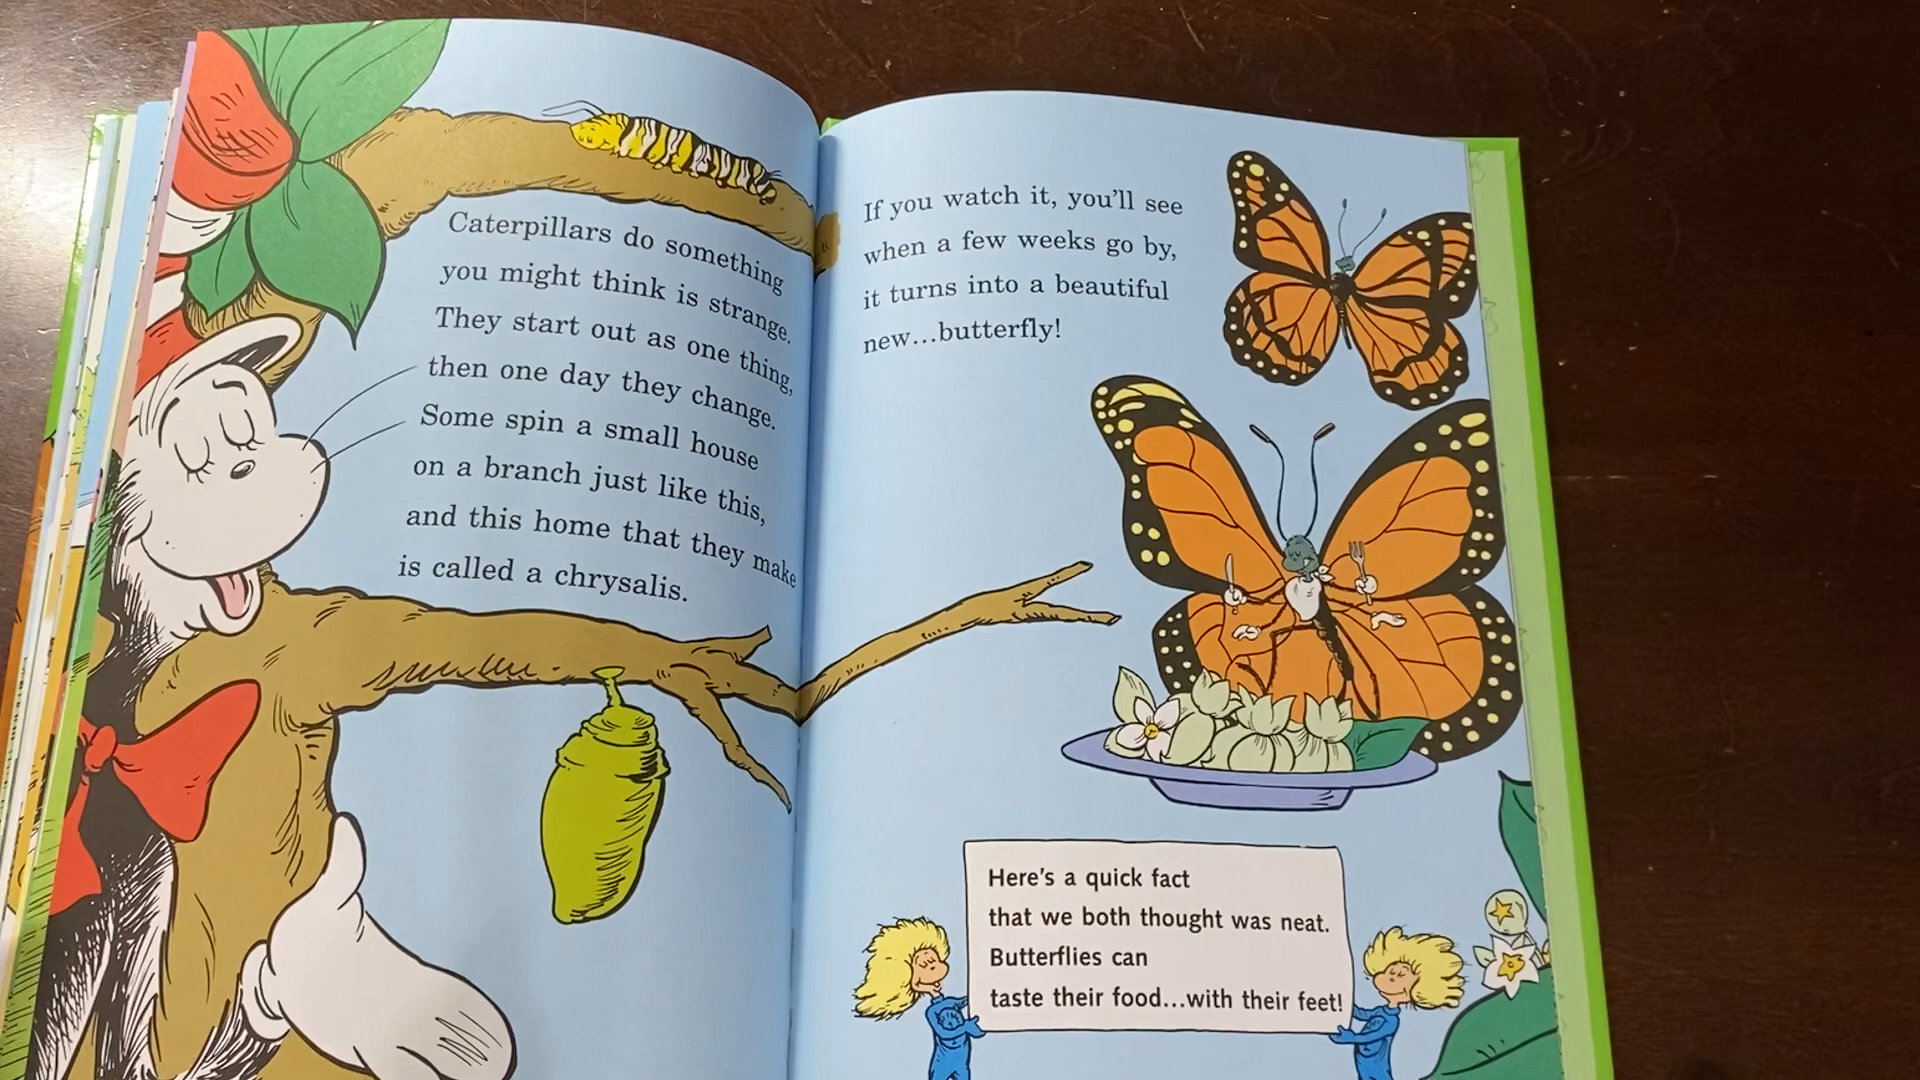 Caterpillars do something
you might think is strange.
They start out as one thing,
then one day they change.
Some spin a small house
on a branch just like this,
and this home that they make
is called a chrysalis.
If you watch it, you'll see
when a few weeks go by,
it turns into a beautiful
new...butterfly!
Here's a quick fact
that we both thought was neat.
Butterflies can
taste their food...with their feet!